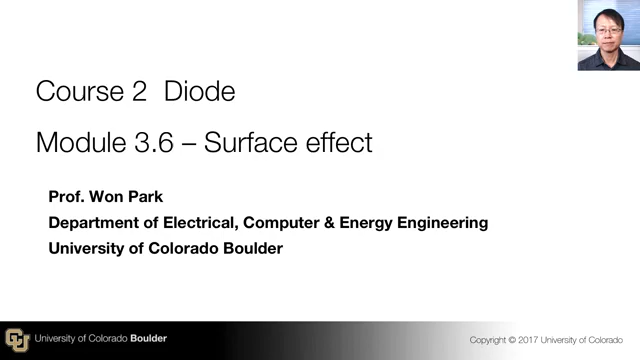 Course 2 Diode
Module 3.6 – Surface effect
Prof. Won Park
Department of Electrical, Computer & Energy Engineering
University of Colorado Boulder
CU
University of Colorado Boulder
Copyright © 2017 University of Colorado